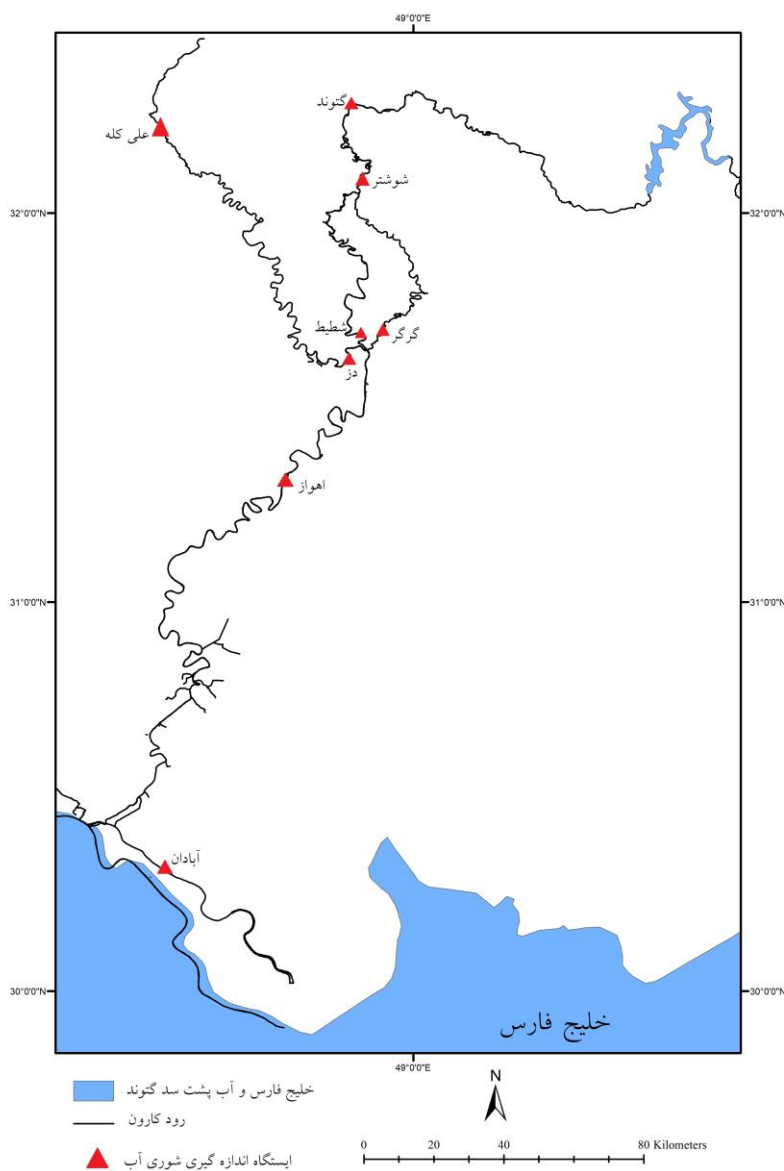 49°0'0"E
گتوند
علی کله
شوشتر
32°0'0"N
32°0'0"N
شطیط
گرگر
دز
اهواز
31°0'0"N
31°0'0"N
آبادان
30°0'0"N
30°0'0"N
خلیج فارس
49°0'0"E
خلیج فارس و آب پشت سد گتوند
رود کارون
ایستگاه اندازه گیری شوری آب
N
0 20 40 80 Kilometers